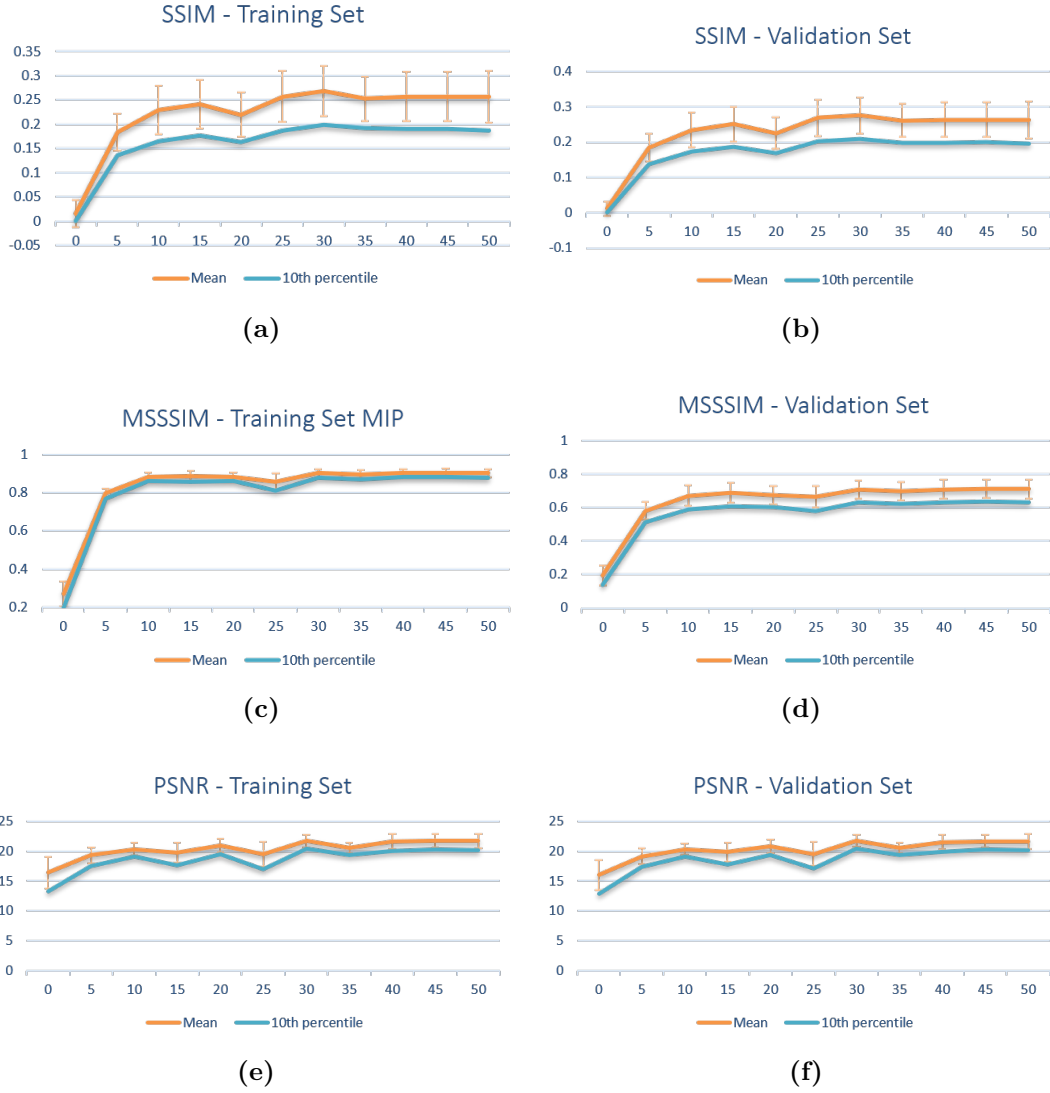 SSIM - Training Set
0.35
0.3
0.25
0.2
0.15
0.1
0.05
0
-0.05
0 5 10 15 20 25 30 35 40 45 50
Mean 10th percentile
(a)
SSIM - Validation Set
0.4
0.3
0.2
0.1
0
-0.1
0 5 10 15 20 25 30 35 40 45 50
Mean 10th percentile
(b)
MSSSIM - Training Set MIP
1
0.8
0.6
0.4
0.2
0 5 10 15 20 25 30 35 40 45 50
Mean 10th percentile
(c)
MSSSIM - Validation Set
1
0.8
0.6
0.4
0.2
0
0 5 10 15 20 25 30 35 40 45 50
Mean 10th percentile
(d)
PSNR - Training Set
25
20
15
10
5
0
0 5 10 15 20 25 30 35 40 45 50
Mean 10th percentile
(e)
PSNR - Validation Set
25
20
15
10
5
0
0 5 10 15 20 25 30 35 40 45 50
Mean 10th percentile
(f)